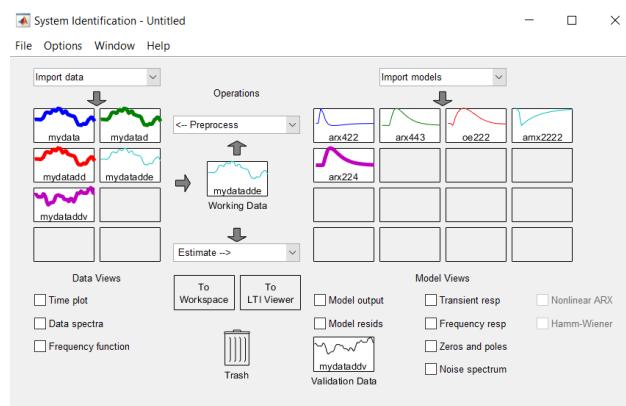 System Identification - Untitled
File Options Window Help
Import data
Import models
Operations
mydata
mydatad
<-- Preprocess
arx422
arx443
oe222
amx2222
mydatadd
mydatadde
mydatadde
arx224
Working Data
mydataddv
Estimate -->
Data Views
Model Views
To
Workspace
To
LTI Viewer
Time plot
Data spectra
Frequency function
Model output
Transient resp
Nonlinear ARX
Model resids
Frequency resp
Hamm-Wiener
Zeros and poles
Noise spectrum
Trash
mydataddv
Validation Data